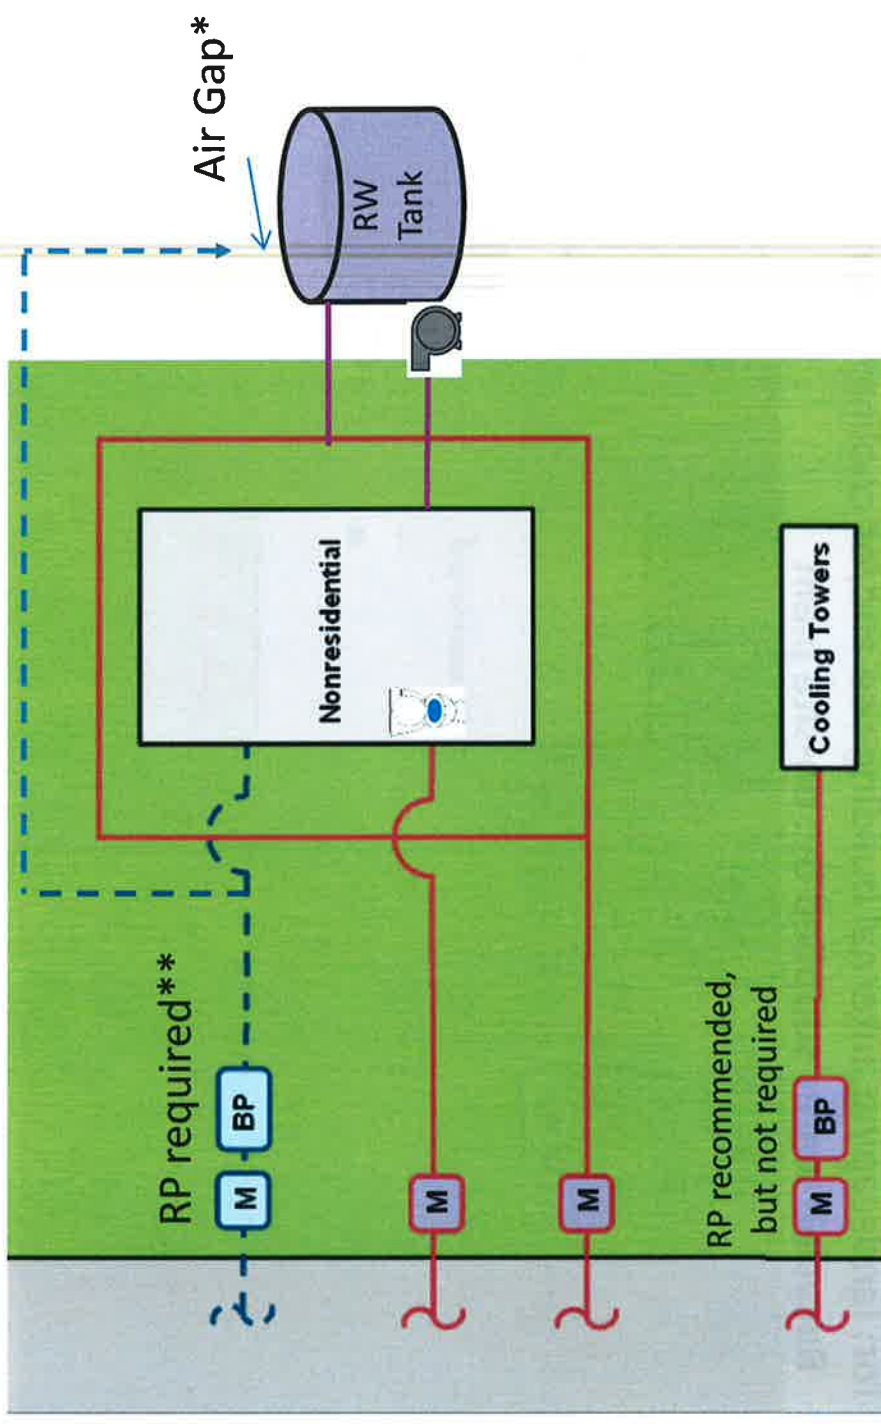 RP required**
Air Gap*
M
BP
Nonresidential
RW
Tank
M
M
RP recommended,
but not required
M
BP
Cooling Towers